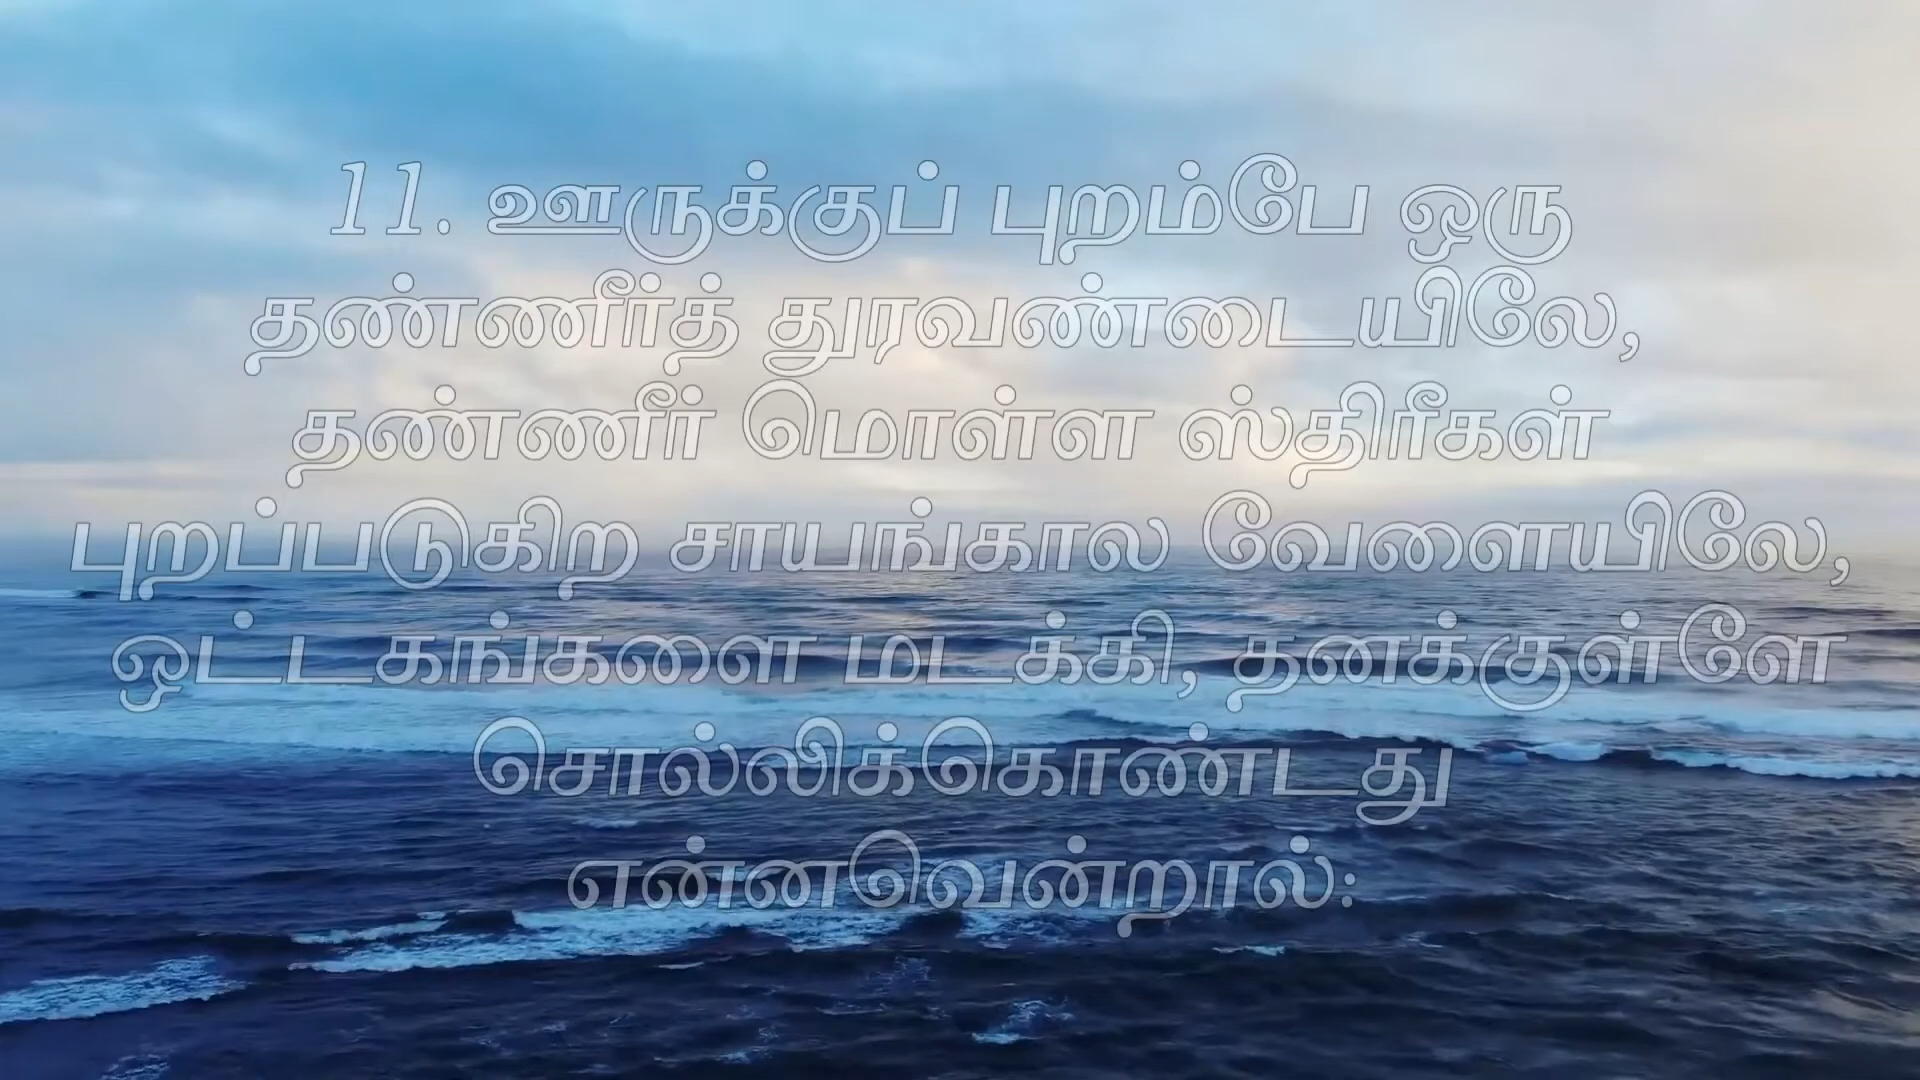 11. ஊருக்குப் புறம்பே ஒரு
தண்ணீர்த் துரவண்டையிலே,
தண்ணீர் மொள்ள ஸ்திரீகள்
புறப்படுகிற சாயங்கால வேளையிலே,
ஒட்டகங்களை மடக்கி, தனக்குள்ளே
சொல்லிக்கொண்டது
என்னவென்றால்: